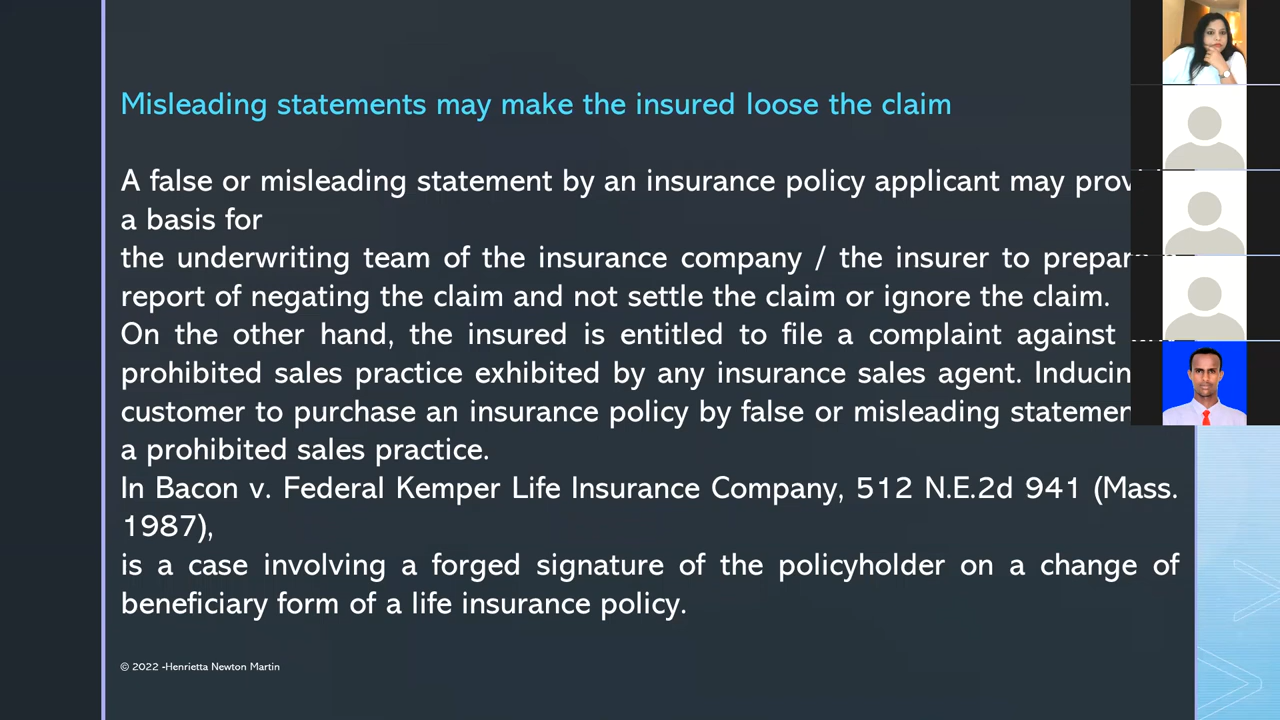 Misleading statements may make the insured loose the claim
A false or misleading statement by an insurance policy applicant may
a basis for
the underwriting team of the insurance company / the insurer to
report of negating the claim and not settle the claim or ignore the claim.
On the other hand, the insured is entitled to file a complaint against
prohibited sales practice exhibited by any insurance sales agent.
customer to purchase an insurance policy by false or misleading
a prohibited sales practice.
In Bacon v. Federal Kemper Life Insurance Company, 512 N.E.2d 941 (Mass.
1987),
is a case involving a forged signature of the policyholder on a change of
beneficiary form of a life insurance policy.
© 2022 -Henrietta Newton Martin